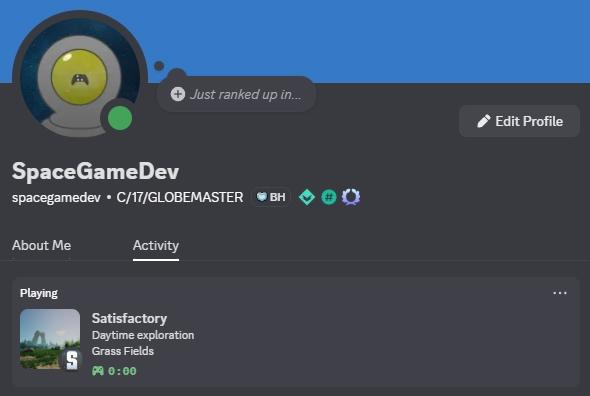 Just ranked up in...
Edit Profile
SpaceGameDev
spacegamedev • C/17/GLOBEMASTER BH #
About Me Activity
Playing ...
Satisfactory
S Daytime exploration
Grass Fields
0:00